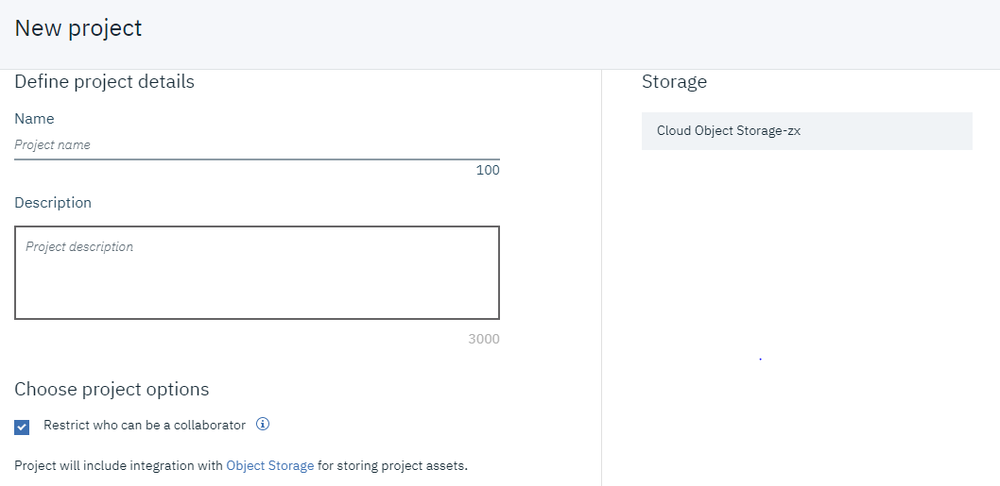 New project
Define project details
Name
Project name
100
Description
Project description
3000
Choose project options
Restrict who can be a collaborator
Project will include integration with Object Storage for storing project assets.
Storage
Cloud Object Storage-zx